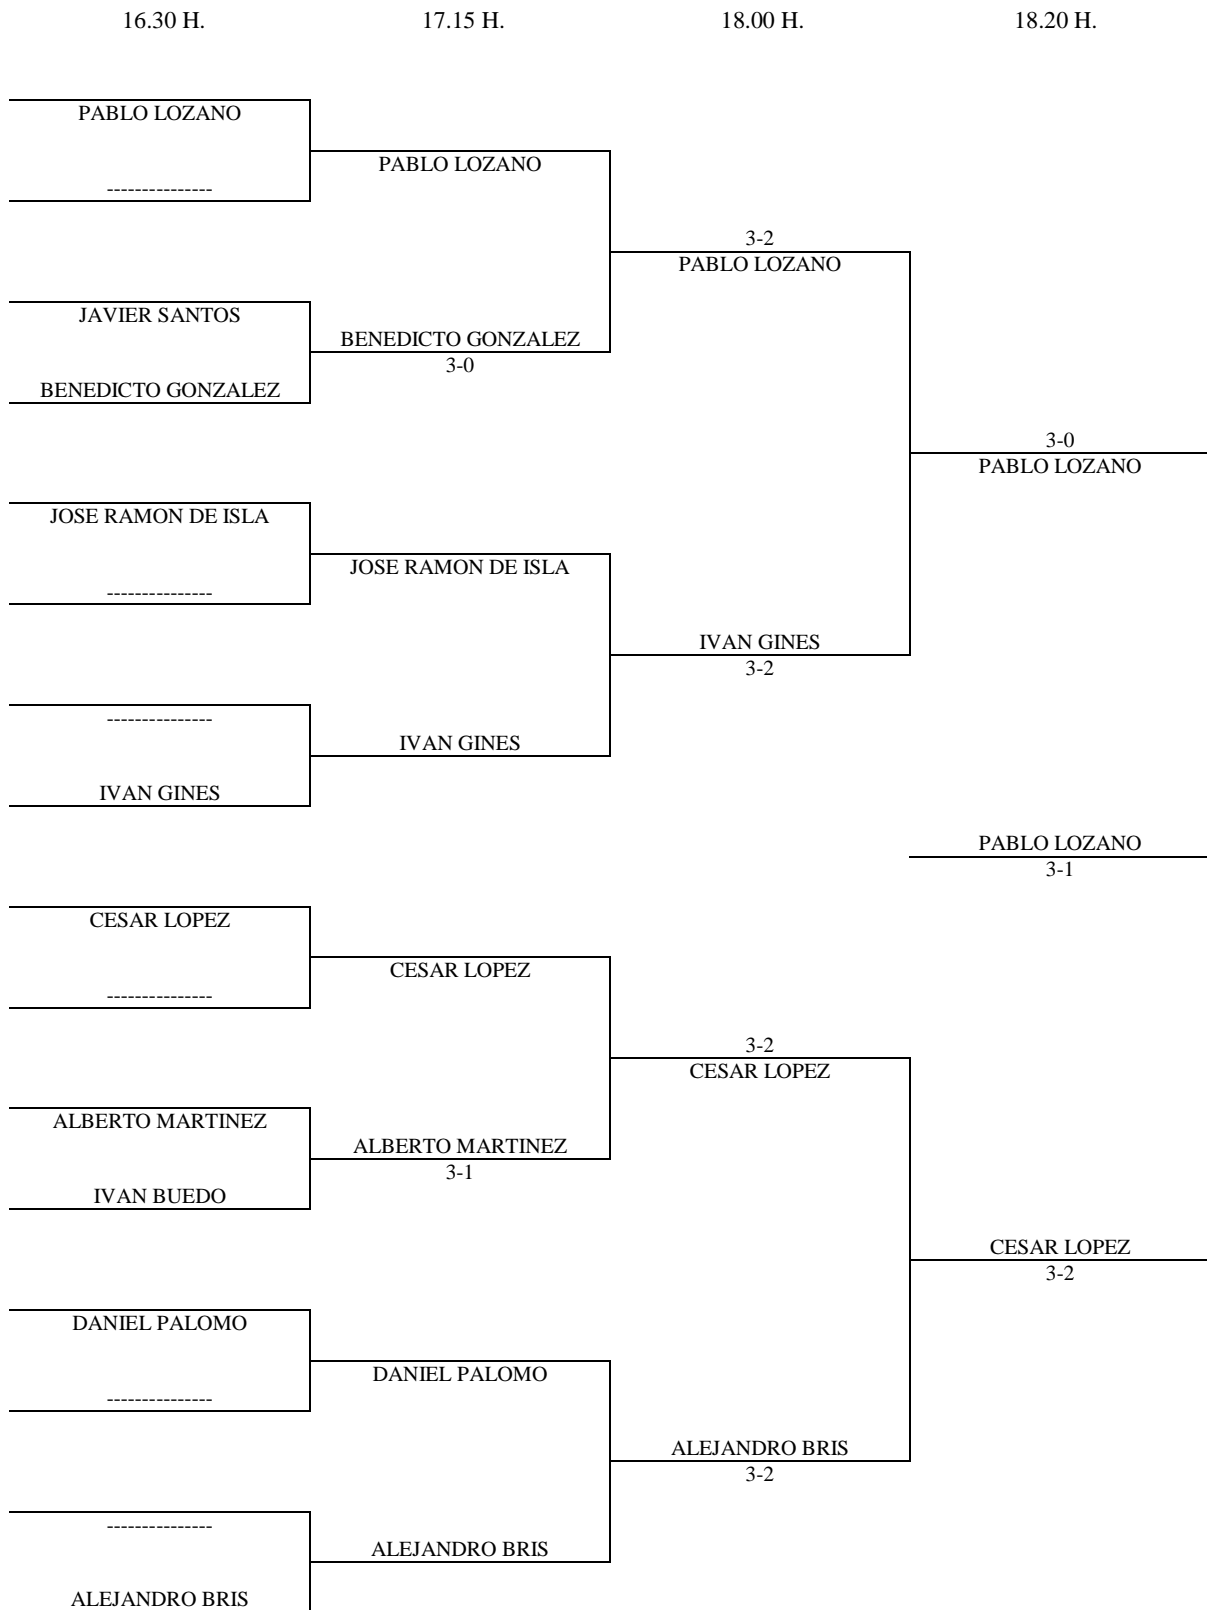 16.30 H. 17.15 H. 18.00 H. 18.20 H.
PABLO LOZANO
PABLO LOZANO
---------------
3-2
PABLO LOZANO
JAVIER SANTOS
BENEDICTO GONZALEZ
3-0
BENEDICTO GONZALEZ
3-0
PABLO LOZANO
JOSE RAMON DE ISLA
JOSE RAMON DE ISLA
---------------
IVAN GINES
3-2
---------------
IVAN GINES
IVAN GINES
PABLO LOZANO
3-1
CESAR LOPEZ
CESAR LOPEZ
---------------
3-2
CESAR LOPEZ
ALBERTO MARTINEZ
ALBERTO MARTINEZ
3-1
IVAN BUEDO
CESAR LOPEZ
3-2
DANIEL PALOMO
DANIEL PALOMO
---------------
ALEJANDRO BRIS
3-2
---------------
ALEJANDRO BRIS
ALEJANDRO BRIS